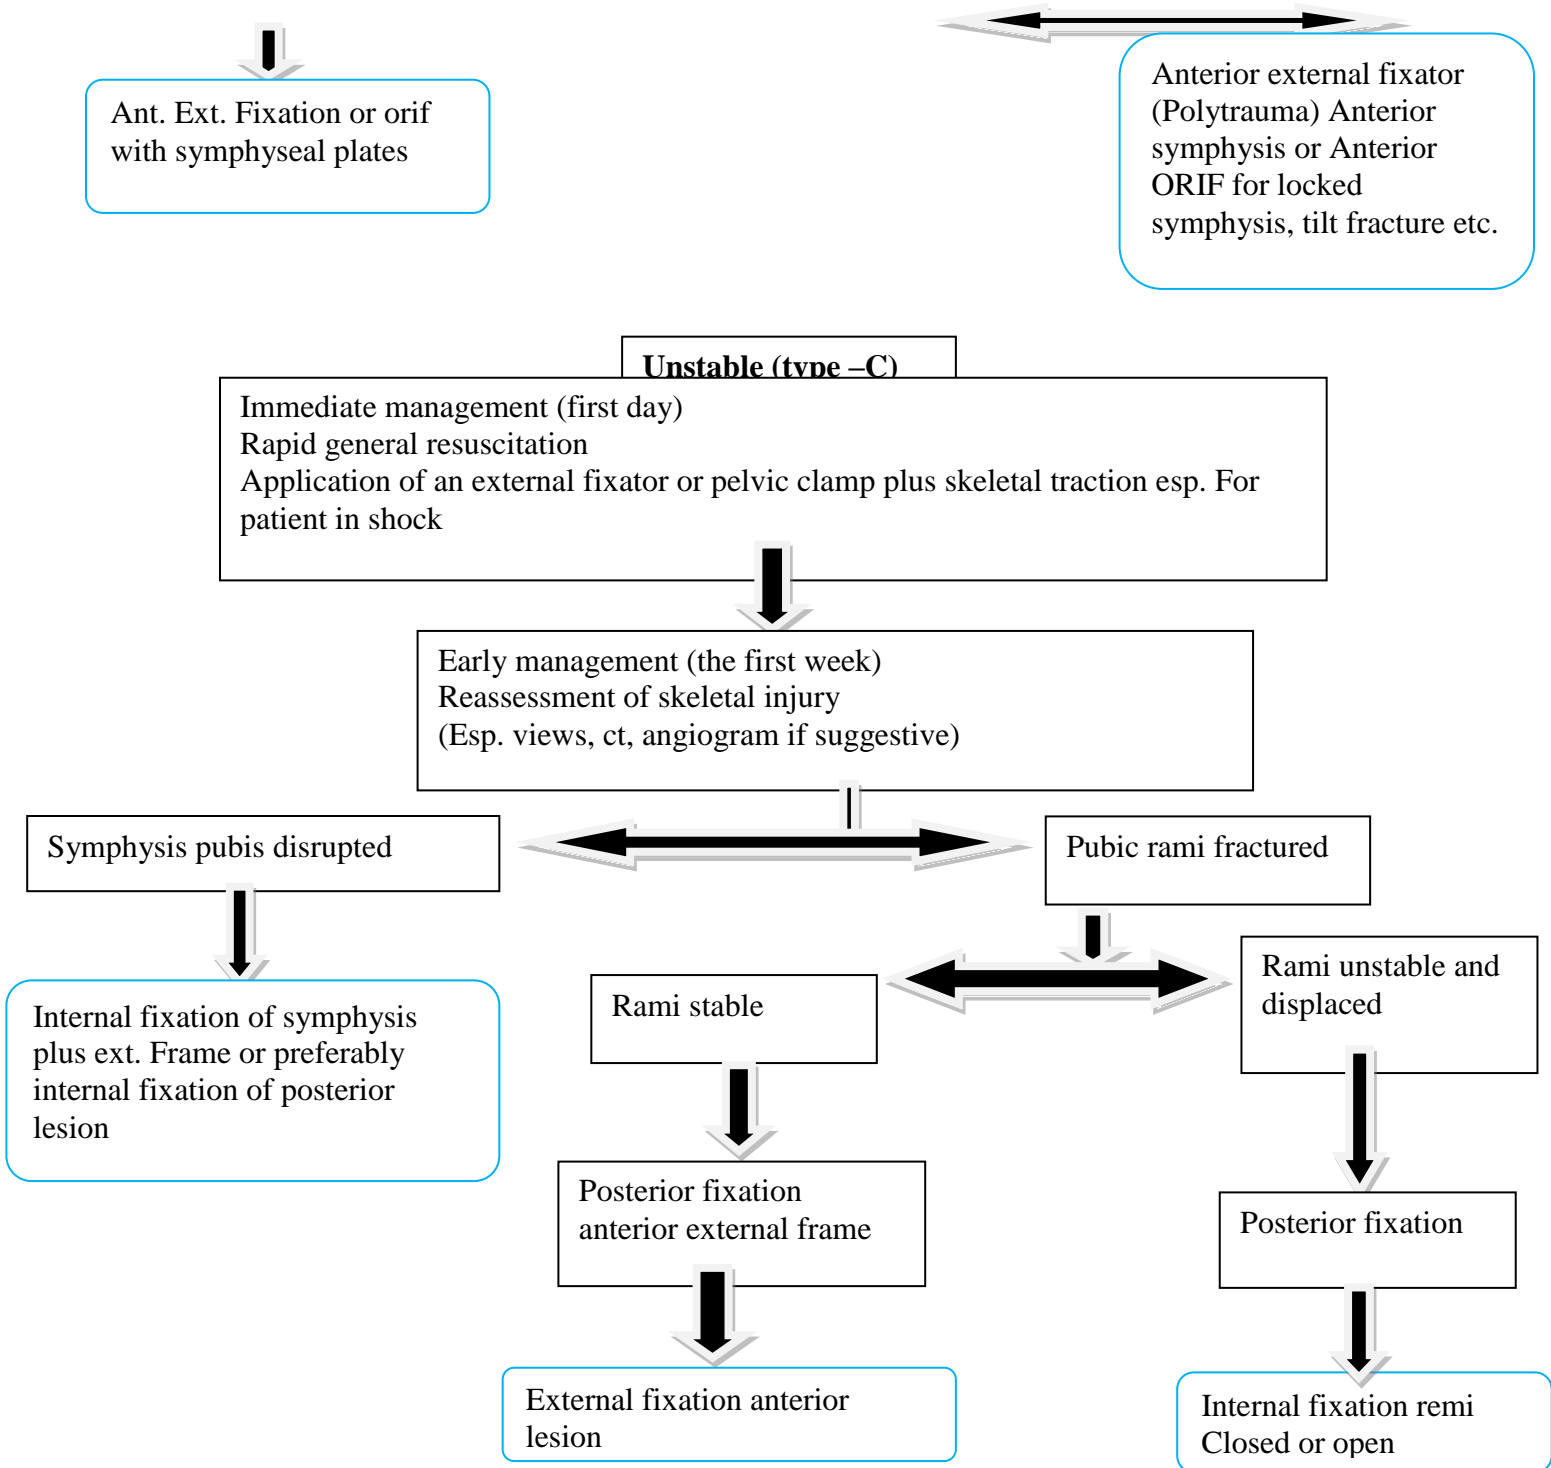 Ant. Ext. Fixation or orif
with symphyseal plates
Anterior external fixator
(Polytrauma) Anterior
symphysis or Anterior
ORIF for locked
symphysis, tilt fracture etc.
Unstable (type –C)
Immediate management (first day)
Rapid general resuscitation
Application of an external fixator or pelvic clamp plus skeletal traction esp. For
patient in shock
Early management (the first week)
Reassessment of skeletal injury
(Esp. views, ct, angiogram if suggestive)
Symphysis pubis disrupted
Pubic rami fractured
Internal fixation of symphysis
plus ext. Frame or preferably
internal fixation of posterior
lesion
Rami stable
Rami unstable and
displaced
Posterior fixation
anterior external frame
Posterior fixation
External fixation anterior
lesion
Internal fixation remi
Closed or open